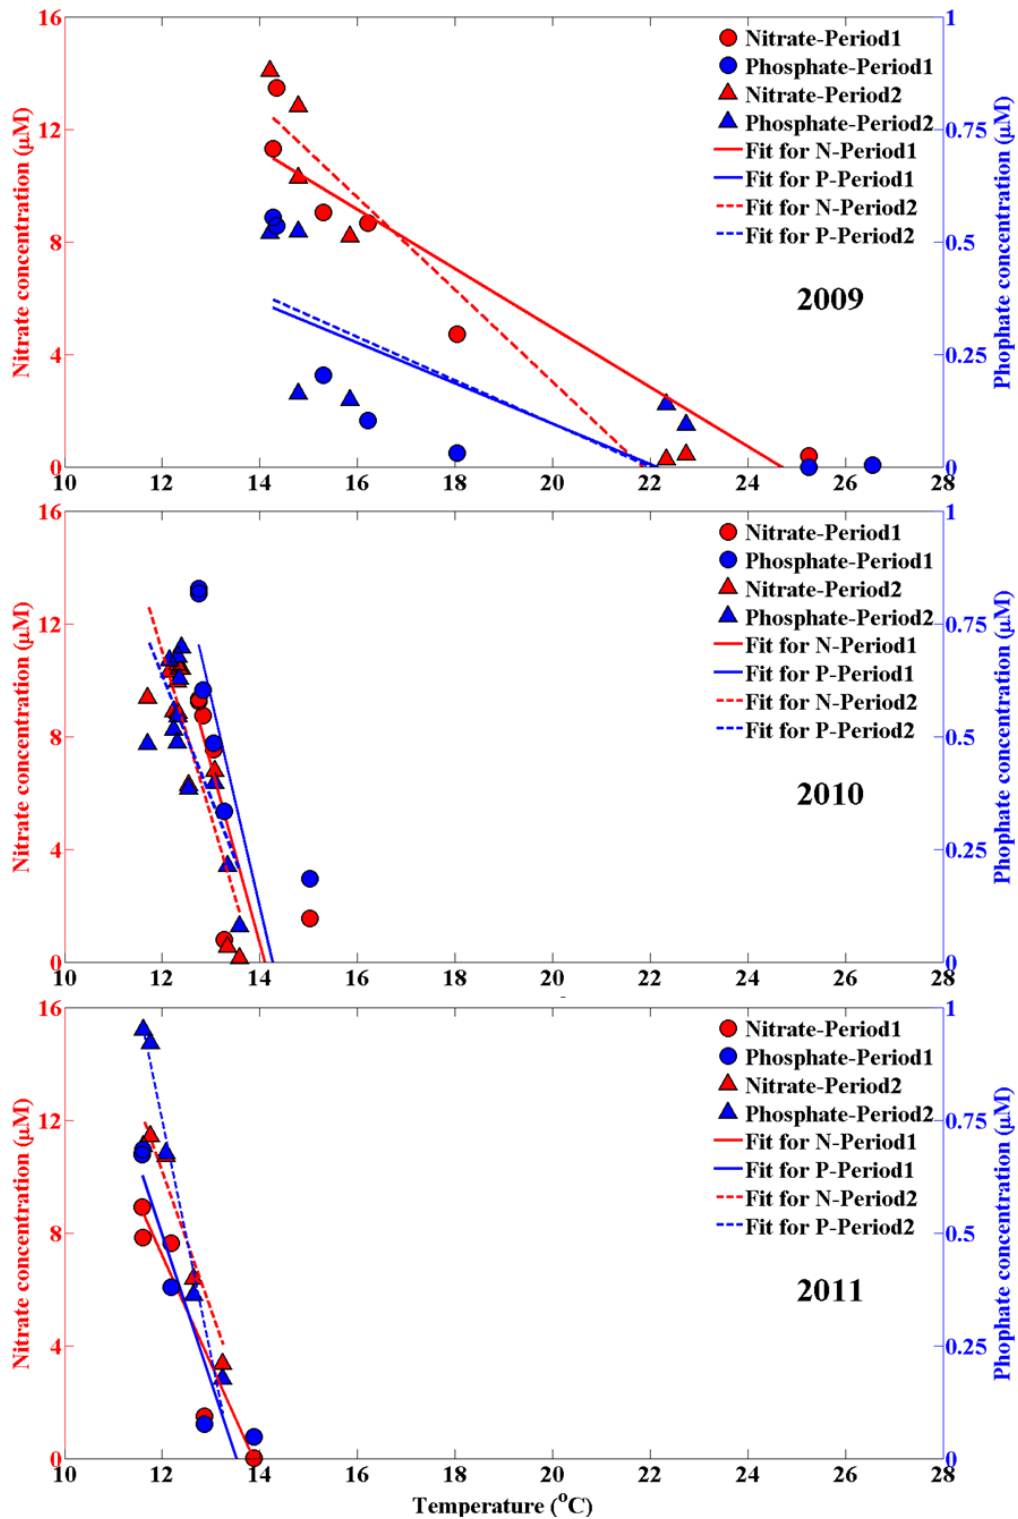 16
12
8
4
0
Nitrate concentration (μM)
1
0.75
0.5
0.25
0
Phophate concentration (μM)
Nitrate-Period1
Phosphate-Period1
Nitrate-Period2
Phosphate-Period2
Fit for N-Period1
Fit for P-Period1
Fit for N-Period2
Fit for P-Period2
2009
10 12 14 16 18 20 22 24 26 28
16
12
8
4
0
Nitrate concentration (μM)
1
0.75
0.5
0.25
0
Phophate concentration (μM)
Nitrate-Period1
Phosphate-Period1
Nitrate-Period2
Phosphate-Period2
Fit for N-Period1
Fit for P-Period1
Fit for N-Period2
Fit for P-Period2
2010
10 12 14 16 18 20 22 24 26 28
16
12
8
4
0
Nitrate concentration (μM)
1
0.75
0.5
0.25
0
Phophate concentration (μM)
Nitrate-Period1
Phosphate-Period1
Nitrate-Period2
Phosphate-Period2
Fit for N-Period1
Fit for P-Period1
Fit for N-Period2
Fit for P-Period2
2011
10 12 14 16 18 20 22 24 26 28
Temperature (°C)